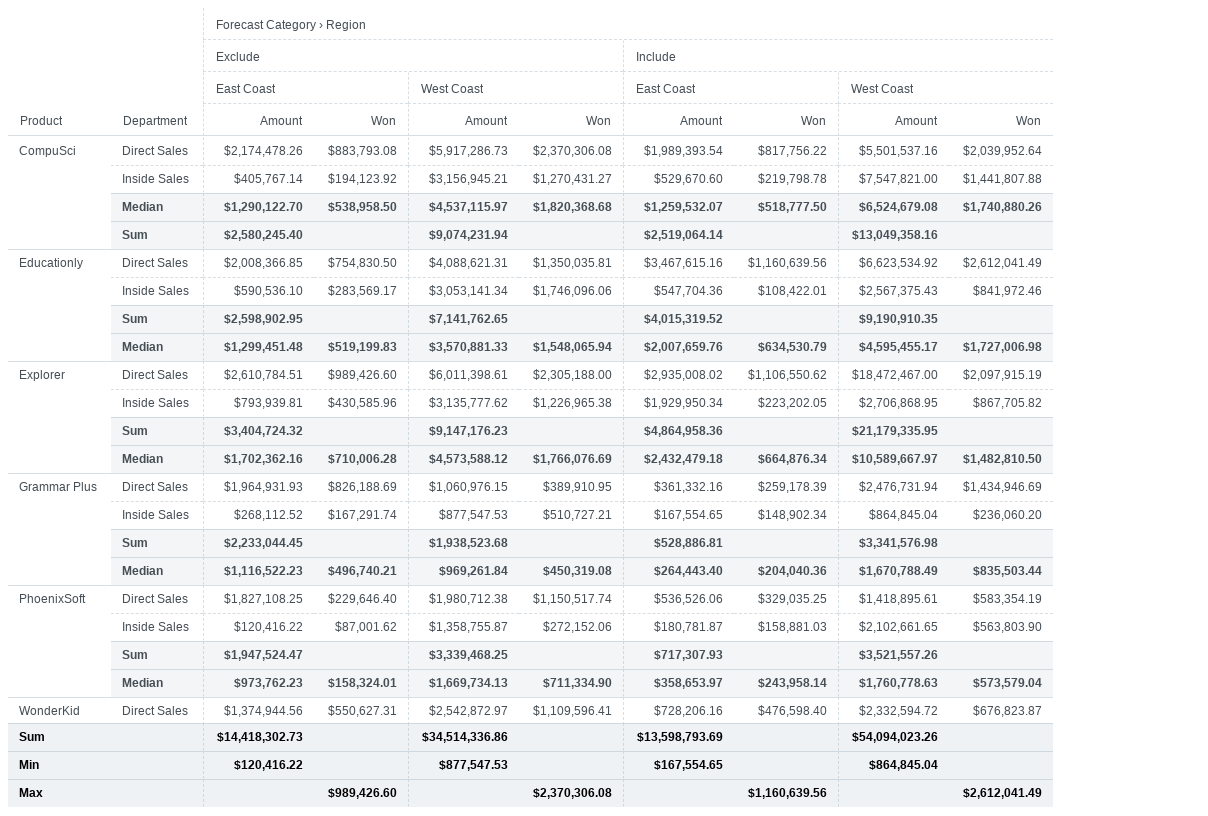 Forecast Category › Region
Exclude Include
East Coast West Coast East Coast West Coast
Product Department Amount Won Amount Won Amount Won Amount Won
CompuSci Direct Sales $2,174,478.26 $883,793.08 $5,917,286.73 $2,370,306.08 $1,989,393.54 $817,756.22 $5,501,537.16 $2,039,952.64
Inside Sales $405,767.14 $194,123.92 $3,156,945.21 $1,270,431.27 $529,670.60 $219,798.78 $7,547,821.00 $1,441,807.88
Median $1,290,122.70 $538,958.50 $4,537,115.97 $1,820,368.68 $1,259,532.07 $518,777.50 $6,524,679.08 $1,740,880.26
Sum $2,580,245.40 $9,074,231.94 $2,519,064.14 $13,049,358.16
Educationly Direct Sales $2,008,366.85 $754,830.50 $4,088,621.31 $1,350,035.81 $3,467,615.16 $1,160,639.56 $6,623,534.92 $2,612,041.49
Inside Sales $590,536.10 $283,569.17 $3,053,141.34 $1,746,096.06 $547,704.36 $108,422.01 $2,567,375.43 $841,972.46
Sum $2,598,902.95 $7,141,762.65 $4,015,319.52 $9,190,910.35
Median $1,299,451.48 $519,199.83 $3,570,881.33 $1,548,065.94 $2,007,659.76 $634,530.79 $4,595,455.17 $1,727,006.98
Explorer Direct Sales $2,610,784.51 $989,426.60 $6,011,398.61 $2,305,188.00 $2,935,008.02 $1,106,550.62 $18,472,467.00 $2,097,915.19
Inside Sales $793,939.81 $430,585.96 $3,135,777.62 $1,226,965.38 $1,929,950.34 $223,202.05 $2,706,868.95 $867,705.82
Sum $3,404,724.32 $9,147,176.23 $4,864,958.36 $21,179,335.95
Median $1,702,362.16 $710,006.28 $4,573,588.12 $1,766,076.69 $2,432,479.18 $664,876.34 $10,589,667.97 $1,482,810.50
Grammar Plus Direct Sales $1,964,931.93 $826,188.69 $1,060,976.15 $389,910.95 $361,332.16 $259,178.39 $2,476,731.94 $1,434,946.69
Inside Sales $268,112.52 $167,291.74 $877,547.53 $510,727.21 $167,554.65 $148,902.34 $864,845.04 $236,060.20
Sum $2,233,044.45 $1,938,523.68 $528,886.81 $3,341,576.98
Median $1,116,522.23 $496,740.21 $969,261.84 $450,319.08 $264,443.40 $204,040.36 $1,670,788.49 $835,503.44
PhoenixSoft Direct Sales $1,827,108.25 $229,646.40 $1,980,712.38 $1,150,517.74 $536,526.06 $329,035.25 $1,418,895.61 $583,354.19
Inside Sales $120,416.22 $87,001.62 $1,358,755.87 $272,152.06 $180,781.87 $158,881.03 $2,102,661.65 $563,803.90
Sum $1,947,524.47 $3,339,468.25 $717,307.93 $3,521,557.26
Median $973,762.23 $158,324.01 $1,669,734.13 $711,334.90 $358,653.97 $243,958.14 $1,760,778.63 $573,579.04
WonderKid Direct Sales $1,374,944.56 $550,627.31 $2,542,872.97 $1,109,596.41 $728,206.16 $476,598.40 $2,332,594.72 $676,823.87
Sum $14,418,302.73 $34,514,336.86 $13,598,793.69 $54,094,023.26
Min $120,416.22 $877,547.53 $167,554.65 $864,845.04
Max $989,426.60 $2,370,306.08 $1,160,639.56 $2,612,041.49